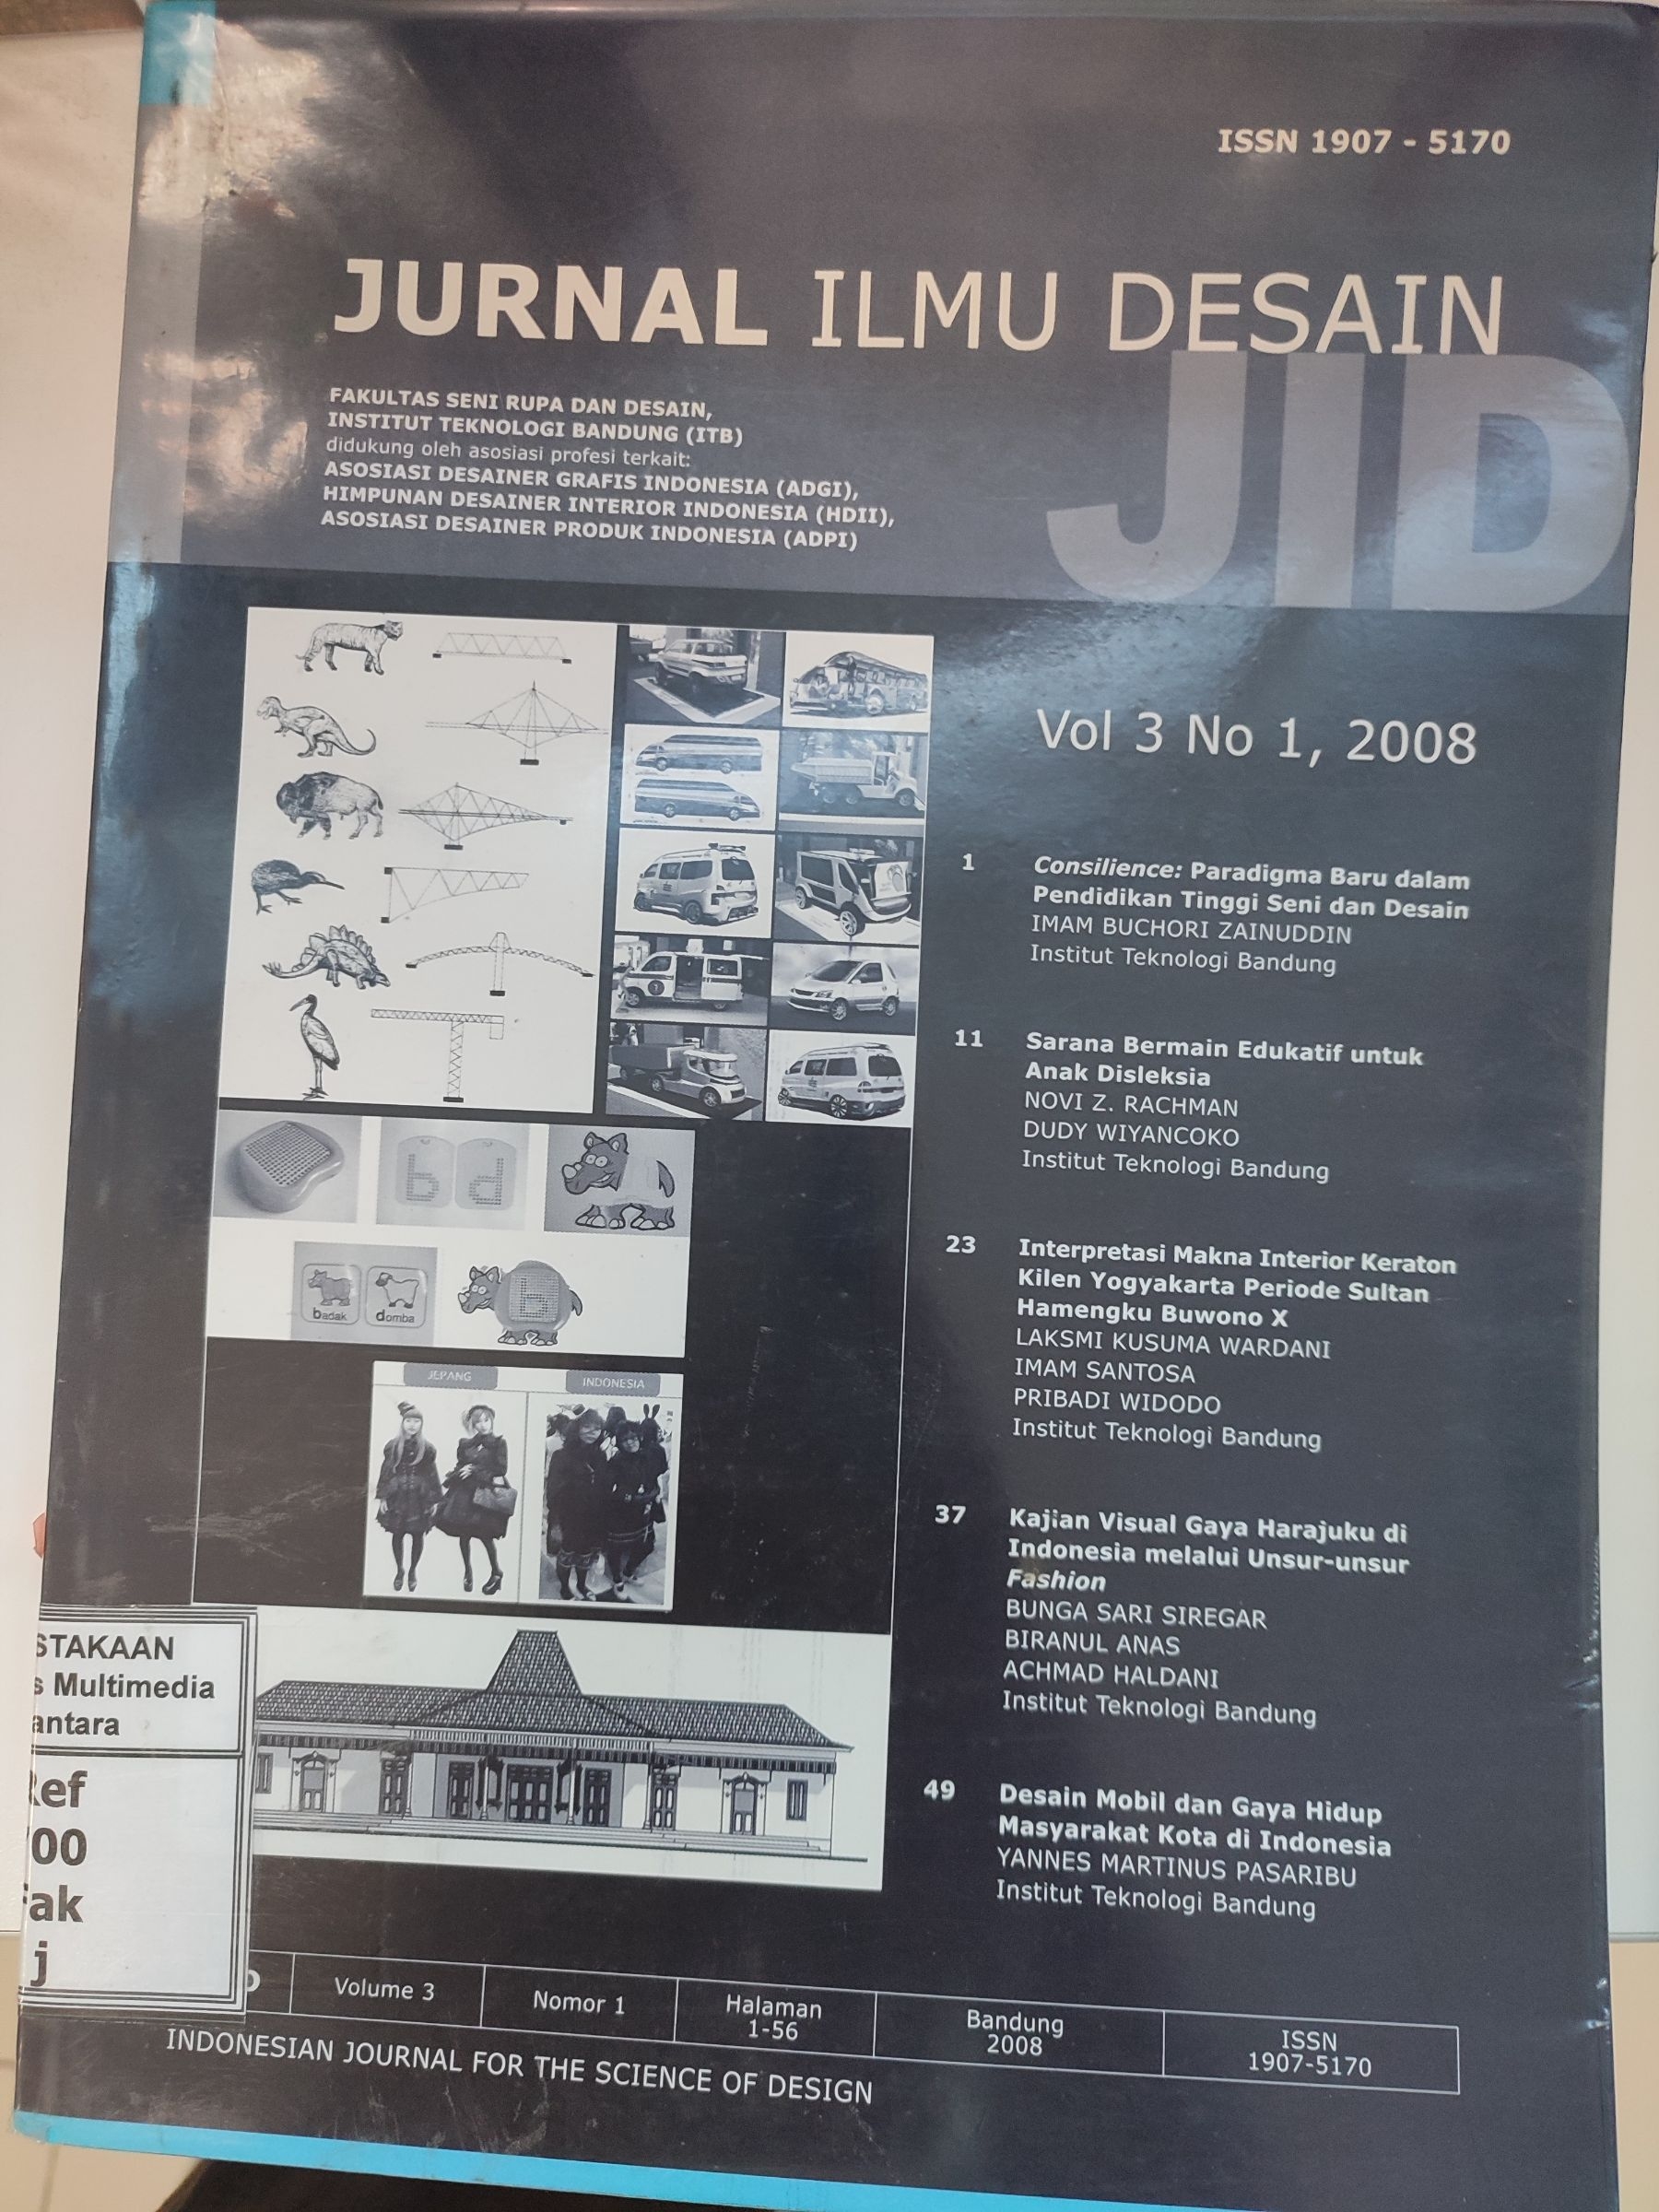 ISSN 1907 - 5170
JURNAL ILMU DESAIN
JID
FAKULTAS SENI RUPA DAN DESAIN,
INSTITUT TEKNOLOGI BANDUNG (ITB)
didukung oleh asosiasi profesi terkait:
ASOSIASI DESAINER GRAFIS INDONESIA (ADGI),
HIMPUNAN DESAINER INTERIOR INDONESIA (HDII),
ASOSIASI DESAINER PRODUK INDONESIA (ADPI)
Vol 3 No 1, 2008
1 Consilience: Paradigma Baru dalam
Pendidikan Tinggi Seni dan Desain
IMAM BUCHORI ZAINUDDIN
Institut Teknologi Bandung
11 Sarana Bermain Edukatif untuk
Anak Disleksia
NOVI Z. RACHMAN
DUDY WIYANCOKO
Institut Teknologi Bandung
23 Interpretasi Makna Interior Keraton
Kilen Yogyakarta Periode Sultan
Hamengku Buwono X
LAKSMI KUSUMA WARDANI
IMAM SANTOSA
PRIBADI WIDODO
Institut Teknologi Bandung
37 Kajian Visual Gaya Harajuku di
Indonesia melalui Unsur-unsur
Fashion
BUNGA SARI SIREGAR
BIRANUL ANAS
ACHMAD HALDANI
Institut Teknologi Bandung
49 Desain Mobil dan Gaya Hidup
Masyarakat Kota di Indonesia
YANNES MARTINUS PASARIBU
Institut Teknologi Bandung
b d
badak domba
b
JEPANG INDONESIA
STAKAAN
s Multimedia
antara
Ref
00
ak
j
Volume 3
Nomor 1
Halaman
1-56
Bandung
2008
ISSN
1907-5170
INDONESIAN JOURNAL FOR THE SCIENCE OF DESIGN